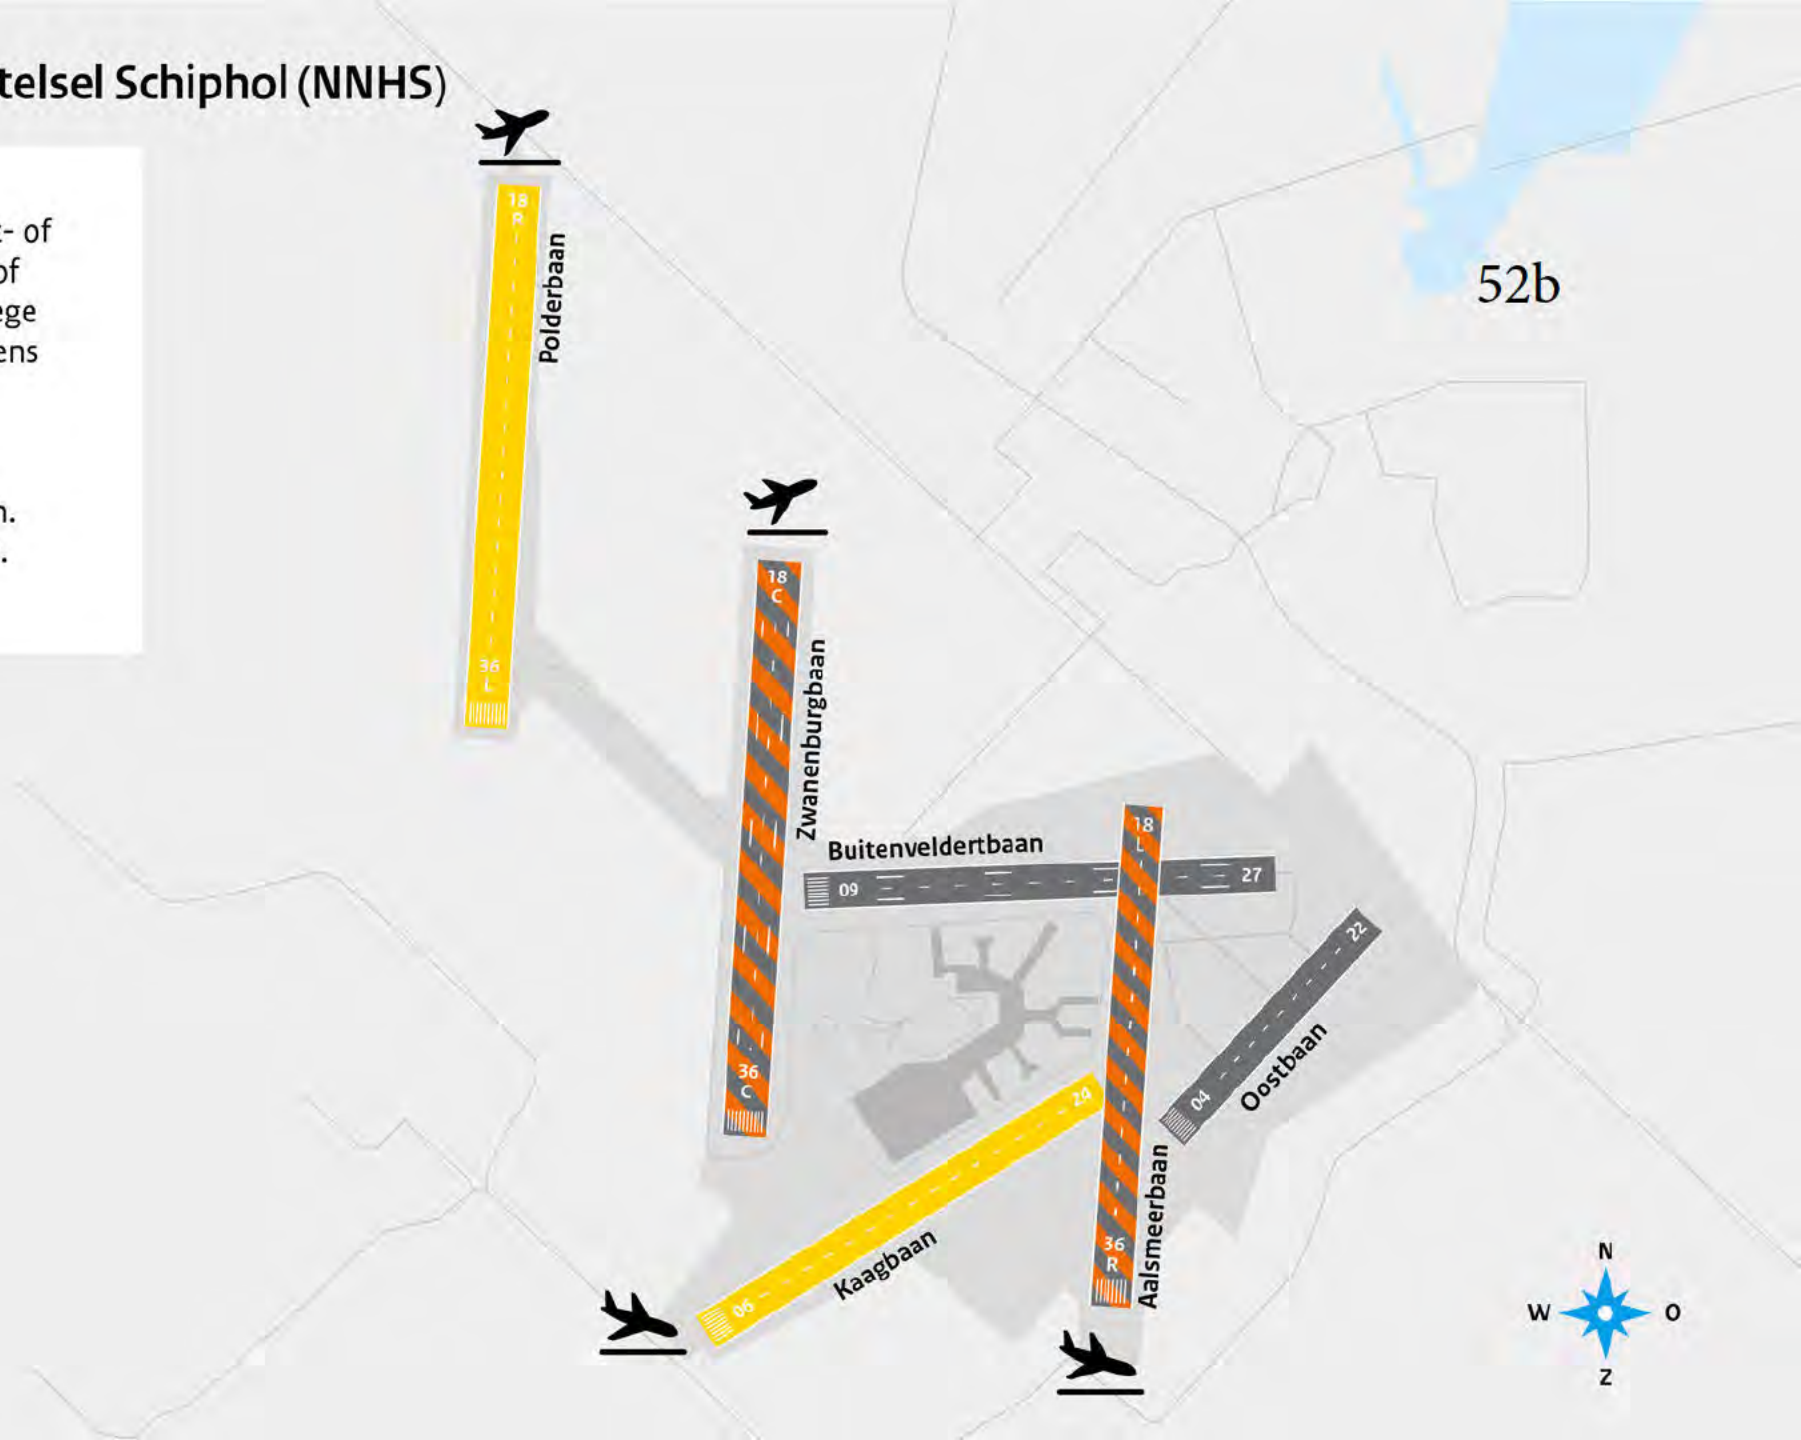 telsel Schiphol (NNHS)
- of
of
ege
ens
n.
.
52b
18
R
Polderbaan
36
L
18
C
Zwanenburgbaan
36
C
Buitenveldertbaan
09
27
18
L
36
R
Aalsmeerbaan
22
04
Oostbaan
24
06
Kaagbaan
N
W
O
Z